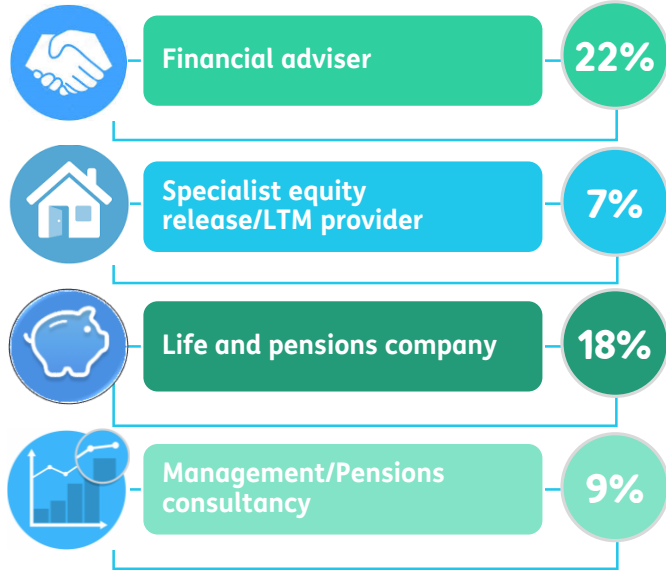 Financial adviser
22%
Specialist equity
release/LTM provider
7%
Life and pensions company
18%
Management/Pensions
consultancy
9%